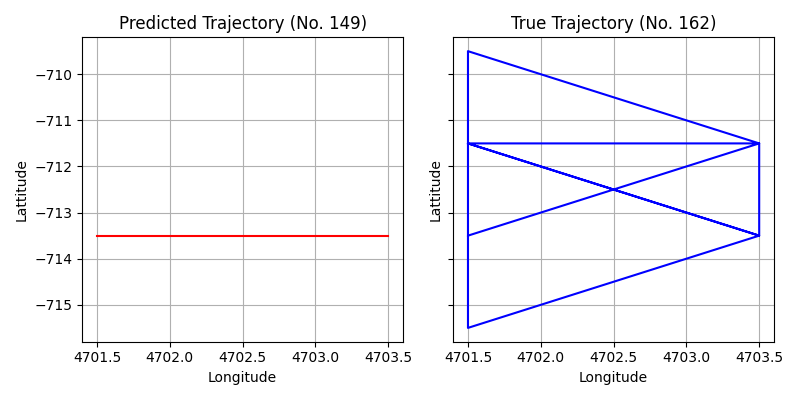 Predicted Trajectory (No. 149)
True Trajectory (No. 162)
Lattitude
−710
−711
−712
−713
−714
−715
4701.5 4702.0 4702.5 4703.0 4703.5
Longitude
Lattitude
4701.5 4702.0 4702.5 4703.0 4703.5
Longitude